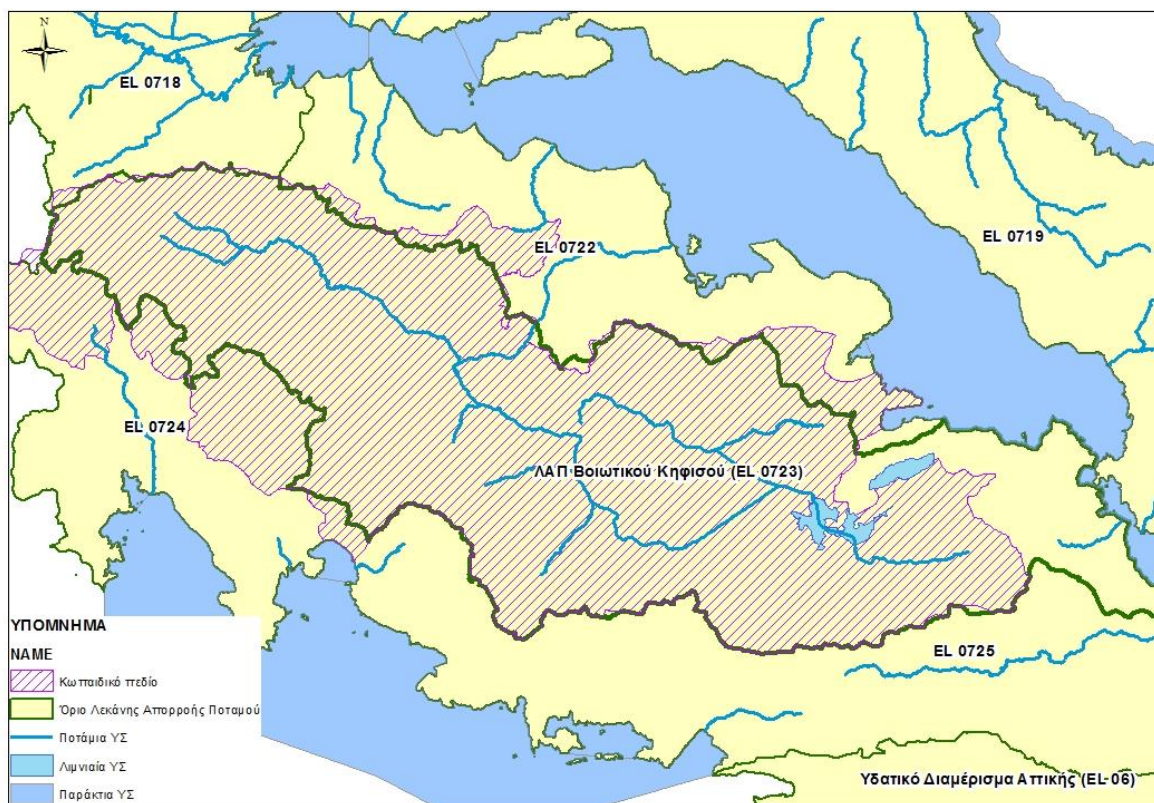 N
EL 0718
EL 0719
EL 0722
EL 0724
ΛΑΠ Βοιωτικού Κηφισού (EL 0723)
EL 0725
ΥΠΟΜΝΗΜΑ
NAME
Κωπαιδικό πεδίο
Όριο Λεκάνης Απορροής Ποταμού
Ποτάμια ΥΣ
Λιμναία ΥΣ
Παράκτια ΥΣ
Υδατικό Διαμέρισμα Αττικής (EL 06)